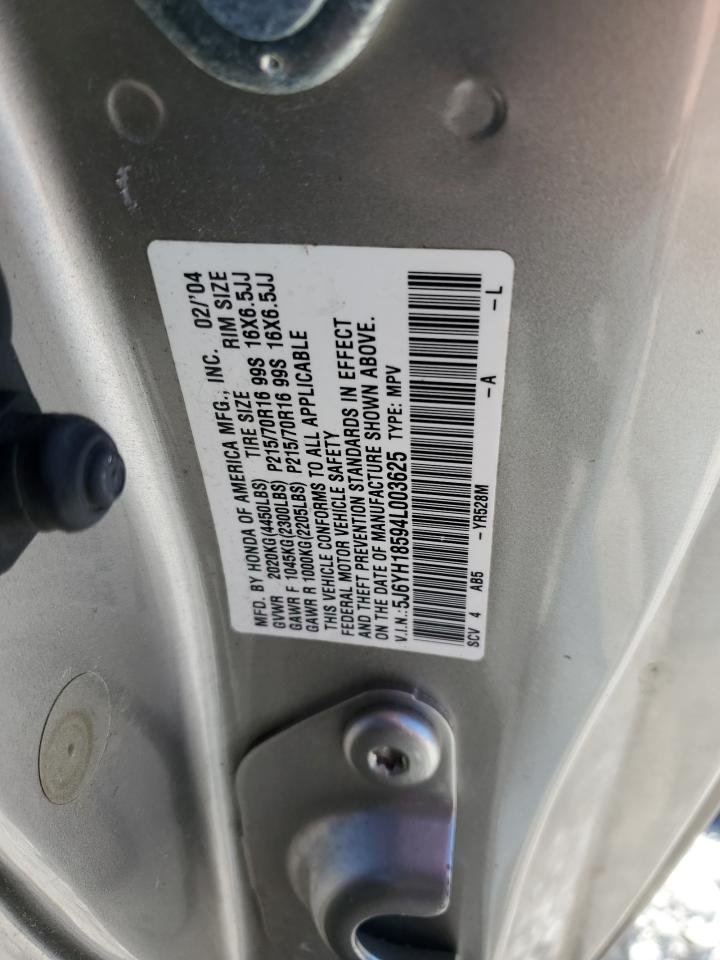 MFD. BY HONDA OF AMERICA MFG., INC. 02/'04
GVWR 2020KG(4450LBS) TIRE SIZE RIM SIZE
GAWR F 1045KG(2300LBS) P215/70R16 99S 16X6.5JJ
GAWR R 1000KG(2205LBS) P215/70R16 99S 16X6.5JJ
THIS VEHICLE CONFORMS TO ALL APPLICABLE
FEDERAL MOTOR VEHICLE SAFETY
AND THEFT PREVENTION STANDARDS IN EFFECT
ON THE DATE OF MANUFACTURE SHOWN ABOVE.
V.I.N.:5J6YH18594L003625 TYPE: MPV
SCV 4 AB5 -YR528M -A -L